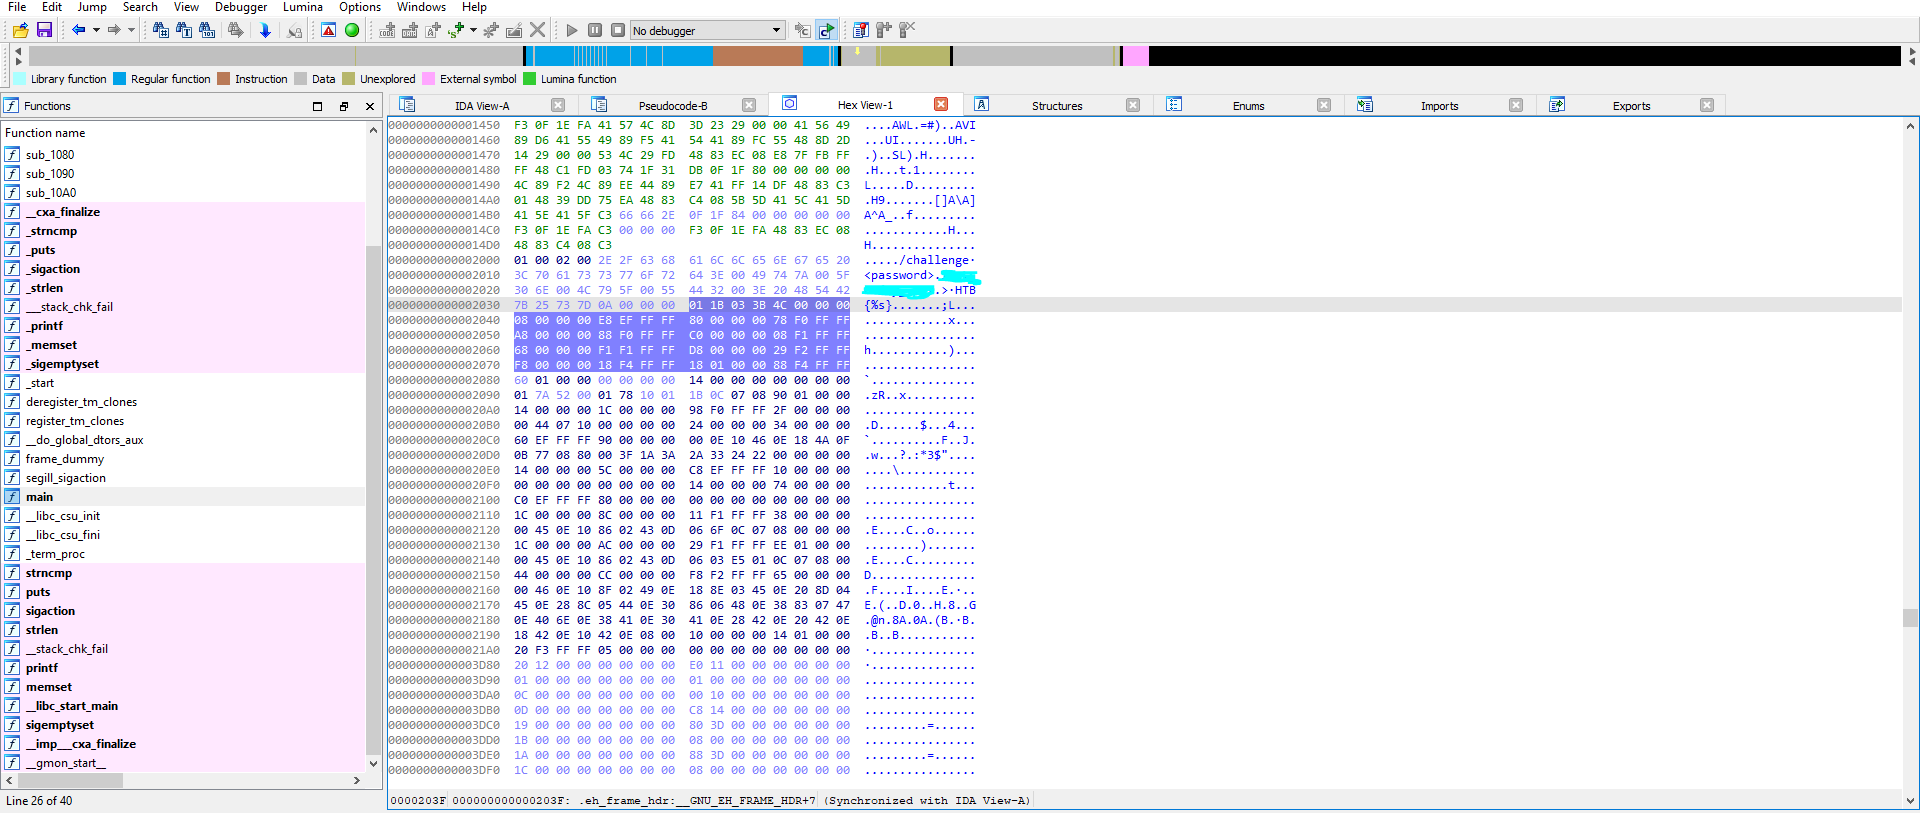 File Edit Jump Search View Debugger Lumina Options Windows Help
No debugger
Library function Regular function Instruction Data Unexplored External symbol Lumina function
Functions
IDA View-A Pseudocode-B Hex View-1 Structures Enums Imports Exports
Function name
sub_1080
sub_1090
sub_10A0
__cxa_finalize
_strncmp
_puts
_sigaction
_strlen
___stack_chk_fail
_printf
_memset
_sigemptyset
_start
deregister_tm_clones
register_tm_clones
__do_global_dtors_aux
frame_dummy
segill_sigaction
main
__libc_csu_init
__libc_csu_fini
_term_proc
strncmp
puts
sigaction
strlen
__stack_chk_fail
printf
memset
__libc_start_main
sigemptyset
__imp___cxa_finalize
__gmon_start__
Line 26 of 40
0000000000001450 F3 0F 1E FA 41 57 4C 8D 3D 23 29 00 00 41 56 49 ....AWL.=#)..AVI
0000000000001460 89 D6 41 55 49 89 F5 41 54 41 89 FC 55 48 8D 2D ...UI.......UH.-
0000000000001470 14 29 00 00 53 4C 29 FD 48 83 EC 08 E8 7F FB FF .)..SL).H.......
0000000000001480 FF 48 C1 FD 03 74 1F 31 DB 0F 1F 80 00 00 00 00 .H...t.1........
0000000000001490 4C 89 F2 4C 89 EE 44 89 E7 41 FF 14 DF 48 83 C3 L.....D.........
00000000000014A0 01 48 39 DD 75 EA 48 83 C4 08 5B 5D 41 5C 41 5D .H9.......[]A\A]
00000000000014B0 41 5E 41 5F C3 66 66 2E 0F 1F 84 00 00 00 00 00 A^A_..f.........
00000000000014C0 F3 0F 1E FA C3 00 00 00 F3 0F 1E FA 48 83 EC 08 ............H...
00000000000014D0 48 83 C4 08 C3 H...............
0000000000002000 01 00 02 00 2E 2F 63 68 61 6C 6C 65 6E 67 65 20 ...../challenge·
0000000000002010 3C 70 61 73 73 77 6F 72 64 3E 00 49 74 7A 00 5F <password>.
0000000000002020 30 6E 00 4C 79 5F 00 55 44 32 00 3E 20 48 54 42 .>·HTB
0000000000002030 7B 25 73 7D 0A 00 00 00 01 1B 03 3B 4C 00 00 00 {%s}.......;L...
0000000000002040 08 00 00 00 E8 EF FF FF 80 00 00 00 78 F0 FF FF ............x...
0000000000002050 A8 00 00 00 88 F0 FF FF C0 00 00 00 08 F1 FF FF ................
0000000000002060 68 00 00 00 F1 F1 FF FF D8 00 00 00 29 F2 FF FF h...........)...
0000000000002070 F8 00 00 00 18 F4 FF FF 18 01 00 00 88 F4 FF FF ................
0000000000002080 60 01 00 00 00 00 00 00 14 00 00 00 00 00 00 00 `...............
0000000000002090 01 7A 52 00 01 78 10 01 1B 0C 07 08 90 01 00 00 .zR..x..........
00000000000020A0 14 00 00 00 1C 00 00 00 98 F0 FF FF 2F 00 00 00 ................
00000000000020B0 00 44 07 10 00 00 00 00 24 00 00 00 34 00 00 00 .D......$...4...
00000000000020C0 60 EF FF FF 90 00 00 00 00 0E 10 46 0E 18 4A 0F `..........F..J.
00000000000020D0 0B 77 08 80 00 3F 1A 3A 2A 33 24 22 00 00 00 00 .w...?.:*3$"....
00000000000020E0 14 00 00 00 5C 00 00 00 C8 EF FF FF 10 00 00 00 ....\...........
00000000000020F0 00 00 00 00 00 00 00 00 14 00 00 00 74 00 00 00 ............t...
0000000000002100 C0 EF FF FF 80 00 00 00 00 00 00 00 00 00 00 00 ................
0000000000002110 1C 00 00 00 8C 00 00 00 11 F1 FF FF 38 00 00 00 ................
0000000000002120 00 45 0E 10 86 02 43 0D 06 6F 0C 07 08 00 00 00 .E....C..o......
0000000000002130 1C 00 00 00 AC 00 00 00 29 F1 FF FF EE 01 00 00 ........).......
0000000000002140 00 45 0E 10 86 02 43 0D 06 03 E5 01 0C 07 08 00 .E....C.........
0000000000002150 44 00 00 00 CC 00 00 00 F8 F2 FF FF 65 00 00 00 D...............
0000000000002160 00 46 0E 10 8F 02 49 0E 18 8E 03 45 0E 20 8D 04 .F....I....E.·..
0000000000002170 45 0E 28 8C 05 44 0E 30 86 06 48 0E 38 83 07 47 E.(..D.0..H.8..G
0000000000002180 0E 40 6E 0E 38 41 0E 30 41 0E 28 42 0E 20 42 0E .@n.8A.0A.(B.·B.
0000000000002190 18 42 0E 10 42 0E 08 00 10 00 00 00 14 01 00 00 .B..B...........
00000000000021A0 20 F3 FF FF 05 00 00 00 00 00 00 00 00 00 00 00 ·...............
0000000000003D80 20 12 00 00 00 00 00 00 E0 11 00 00 00 00 00 00 ·...............
0000000000003D90 01 00 00 00 00 00 00 00 01 00 00 00 00 00 00 00 ................
0000000000003DA0 0C 00 00 00 00 00 00 00 00 10 00 00 00 00 00 00 ................
0000000000003DB0 0D 00 00 00 00 00 00 00 C8 14 00 00 00 00 00 00 ................
0000000000003DC0 19 00 00 00 00 00 00 00 80 3D 00 00 00 00 00 00 .........=......
0000000000003DD0 1B 00 00 00 00 00 00 00 08 00 00 00 00 00 00 00 ................
0000000000003DE0 1A 00 00 00 00 00 00 00 88 3D 00 00 00 00 00 00 .........=......
0000000000003DF0 1C 00 00 00 00 00 00 00 08 00 00 00 00 00 00 00 ................
0000203F 000000000000203F: .eh_frame_hdr:__GNU_EH_FRAME_HDR+7 (Synchronized with IDA View-A)